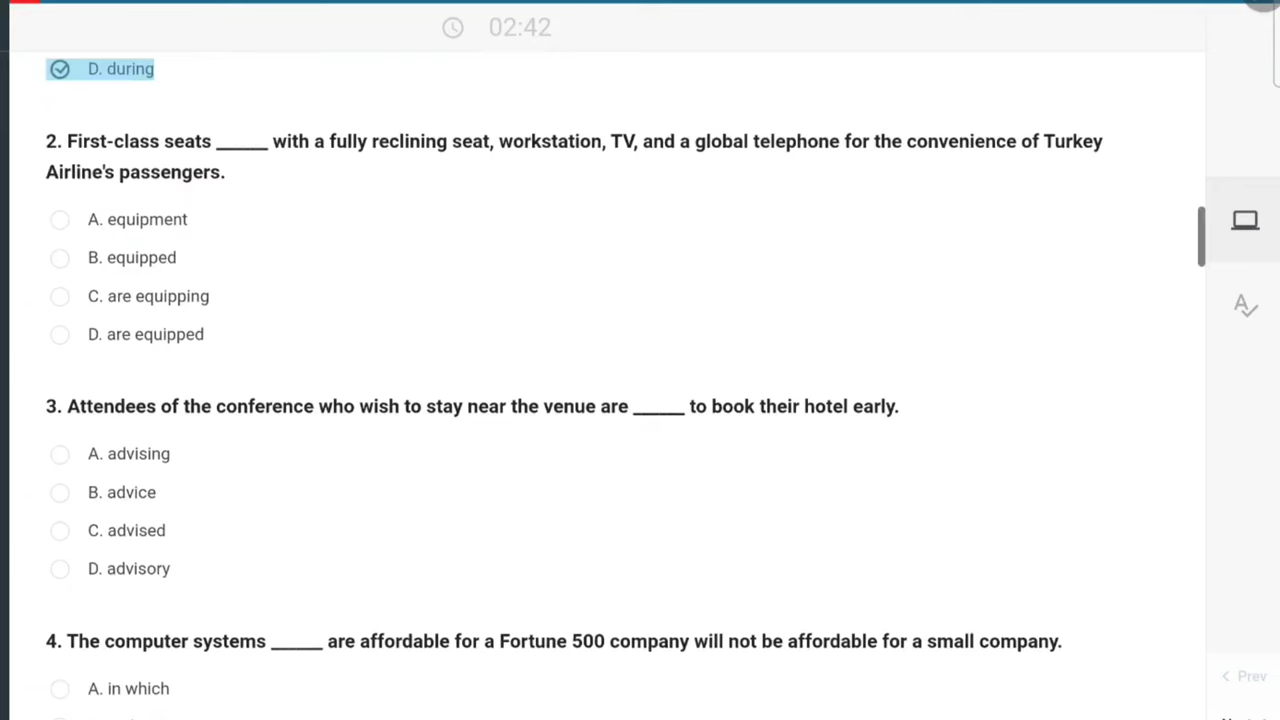 02:42
D. during
2. First-class seats _____ with a fully reclining seat, workstation, TV, and a global telephone for the convenience of Turkey
Airline's passengers.
A. equipment
B. equipped
C. are equipping
D. are equipped
3. Attendees of the conference who wish to stay near the venue are _____ to book their hotel early.
A. advising
B. advice
C. advised
D. advisory
4. The computer systems _____ are affordable for a Fortune 500 company will not be affordable for a small company.
A. in which
< Prev